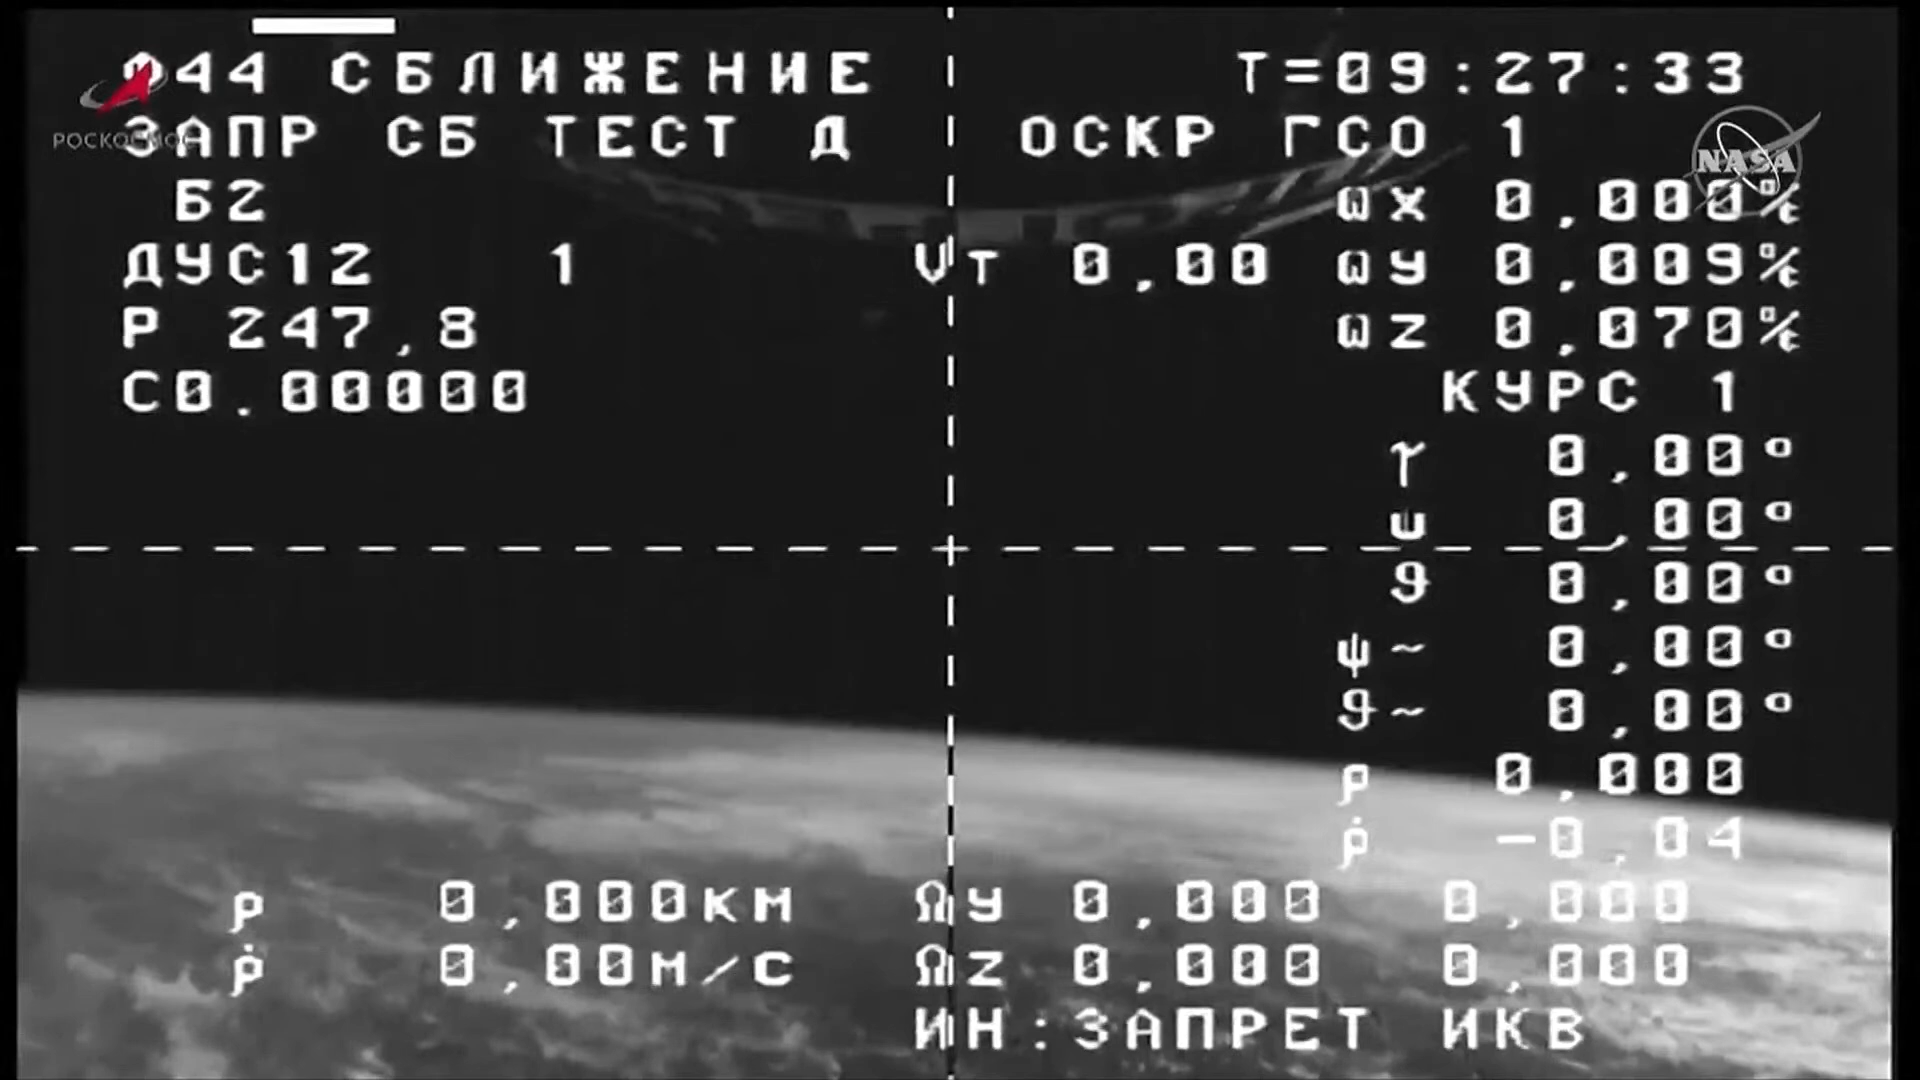 044 СБЛИЖЕНИЕ T=09:27:33
РОСКОСМОС
ЗАПР СБ ТЕСТ Д ОСКР ГСО 1
NASA
Б2 ωX 0,000°/с
ДУС12 1 VТ 0,00 ωУ 0,009°/с
Р 247,8 ωZ 0,070°/с
С0.00000 КУРС 1
γ 0,00°
ψ 0,00°
ϑ 0,00°
ψ~ 0,00°
ϑ~ 0,00°
ρ 0,000
ρ̇ -0,04
ρ 0,000КМ ΩУ 0,000 0,000
ρ̇ 0,00М/С ΩZ 0,000 0,000
ИН:ЗАПРЕТ ИКВ